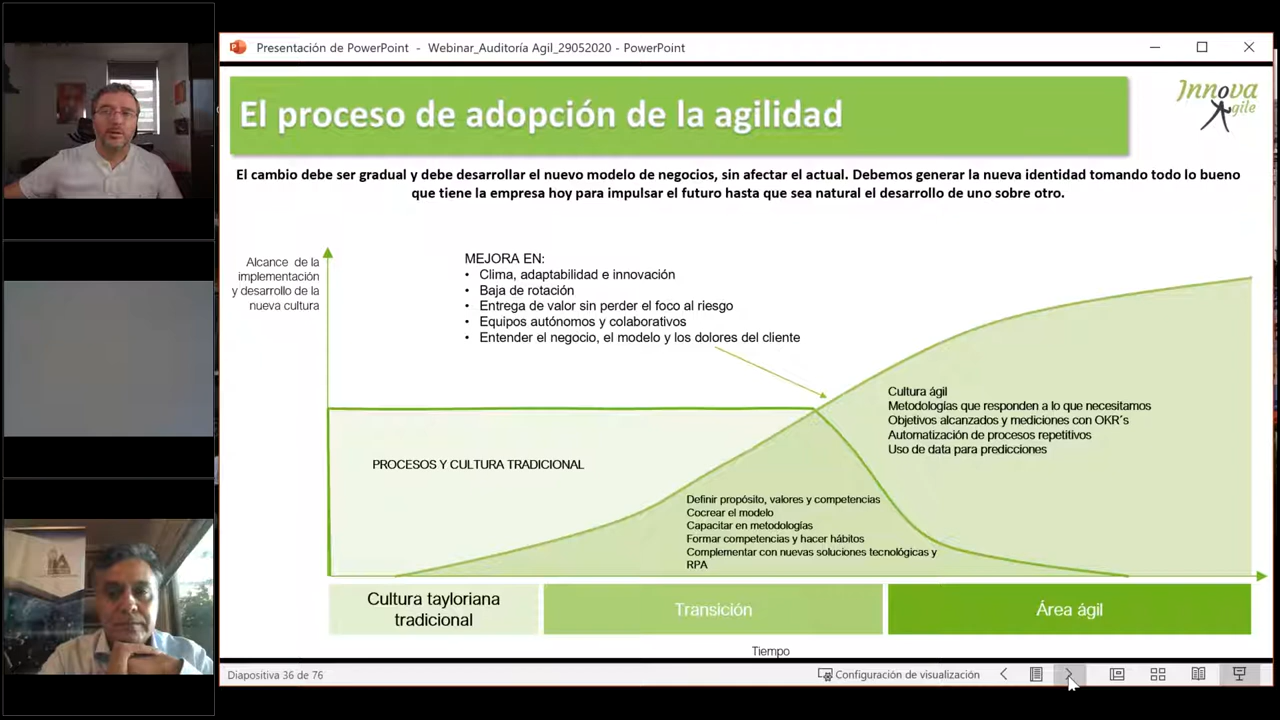 Presentación de PowerPoint - Webinar_Auditoría Agil_29052020 - PowerPoint
El proceso de adopción de la agilidad
Innova
gile
El cambio debe ser gradual y debe desarrollar el nuevo modelo de negocios, sin afectar el actual. Debemos generar la nueva identidad tomando todo lo bueno
que tiene la empresa hoy para impulsar el futuro hasta que sea natural el desarrollo de uno sobre otro.
Alcance de la
implementación
y desarrollo de la
nueva cultura
MEJORA EN:
• Clima, adaptabilidad e innovación
• Baja de rotación
• Entrega de valor sin perder el foco al riesgo
• Equipos autónomos y colaborativos
• Entender el negocio, el modelo y los dolores del cliente
Cultura ágil
Metodologías que responden a lo que necesitamos
Objetivos alcanzados y mediciones con OKR´s
Automatización de procesos repetitivos
Uso de data para predicciones
PROCESOS Y CULTURA TRADICIONAL
Definir propósito, valores y competencias
Cocrear el modelo
Capacitar en metodologías
Formar competencias y hacer hábitos
Complementar con nuevas soluciones tecnológicas y
RPA
Cultura tayloriana
tradicional
Transición
Área ágil
Tiempo
Diapositiva 36 de 76
Configuración de visualización